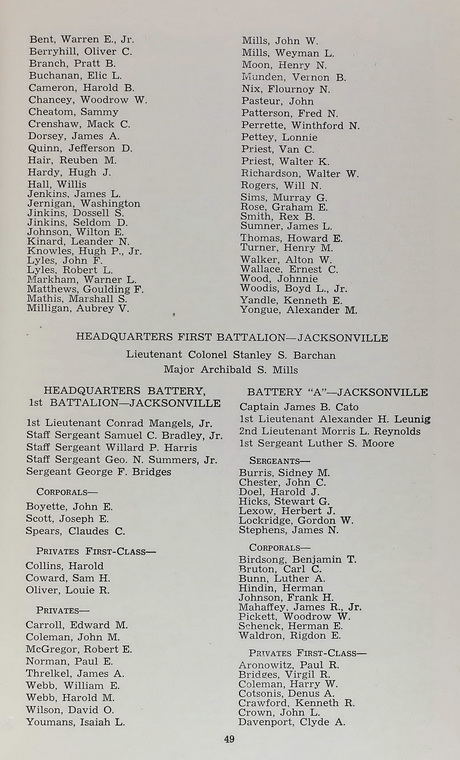 Bent, Warren E., Jr.
Berryhill, Oliver C.
Branch, Pratt B.
Buchanan, Elic L.
Cameron, Harold B.
Chancey, Woodrow W.
Cheatom, Sammy
Crenshaw, Mack C.
Dorsey, James A.
Quinn, Jefferson D.
Hair, Reuben M.
Hardy, Hugh J.
Hall, Willis
Jenkins, James L.
Jernigan, Washington
Jinkins, Dossell S.
Jinkins, Seldom D.
Johnson, Wilton E.
Kinard, Leander N.
Knowles, Hugh P., Jr.
Lyles, John F.
Lyles, Robert L.
Markham, Warner L.
Matthews, Goulding F.
Mathis, Marshall S.
Milligan, Aubrey V.
Mills, John W.
Mills, Weyman L.
Moon, Henry N.
Munden, Vernon B.
Nix, Flournoy N.
Pasteur, John
Patterson, Fred N.
Perrette, Winthford N.
Pettey, Lonnie
Priest, Van C.
Priest, Walter K.
Richardson, Walter W.
Rogers, Will N.
Sims, Murray G.
Rose, Graham E.
Smith, Rex B.
Sumner, James L.
Thomas, Howard E.
Turner, Henry M.
Walker, Alton W.
Wallace, Ernest C.
Wood, Johnnie
Woodis, Boyd L., Jr.
Yandle, Kenneth E.
Yongue, Alexander M.
HEADQUARTERS FIRST BATTALION—JACKSONVILLE
Lieutenant Colonel Stanley S. Barchan
Major Archibald S. Mills
HEADQUARTERS BATTERY,
1st BATTALION—JACKSONVILLE
1st Lieutenant Conrad Mangels, Jr.
Staff Sergeant Samuel C. Bradley, Jr.
Staff Sergeant Willard P. Harris
Staff Sergeant Geo. N. Summers, Jr.
Sergeant George F. Bridges
CORPORALS—
Boyette, John E.
Scott, Joseph E.
Spears, Claudes C.
PRIVATES FIRST-CLASS—
Collins, Harold
Coward, Sam H.
Oliver, Louie R.
PRIVATES—
Carroll, Edward M.
Coleman, John M.
McGregor, Robert E.
Norman, Paul E.
Threlkel, James A.
Webb, William E.
Webb, Harold M.
Wilson, David O.
Youmans, Isaiah L.
BATTERY "A"—JACKSONVILLE
Captain James B. Cato
1st Lieutenant Alexander H. Leunig
2nd Lieutenant Morris L. Reynolds
1st Sergeant Luther S. Moore
SERGEANTS—
Burris, Sidney M.
Chester, John C.
Doel, Harold J.
Hicks, Stewart G.
Lexow, Herbert J.
Lockridge, Gordon W.
Stephens, James N.
CORPORALS—
Birdsong, Benjamin T.
Bruton, Carl C.
Bunn, Luther A.
Hindin, Herman
Johnson, Frank H.
Mahaffey, James R., Jr.
Pickett, Woodrow W.
Schenck, Herman E.
Waldron, Rigdon E.
PRIVATES FIRST-CLASS—
Aronowitz, Paul R.
Bridges, Virgil R.
Coleman, Harry W.
Cotsonis, Denus A.
Crawford, Kenneth R.
Crown, John L.
Davenport, Clyde A.
49